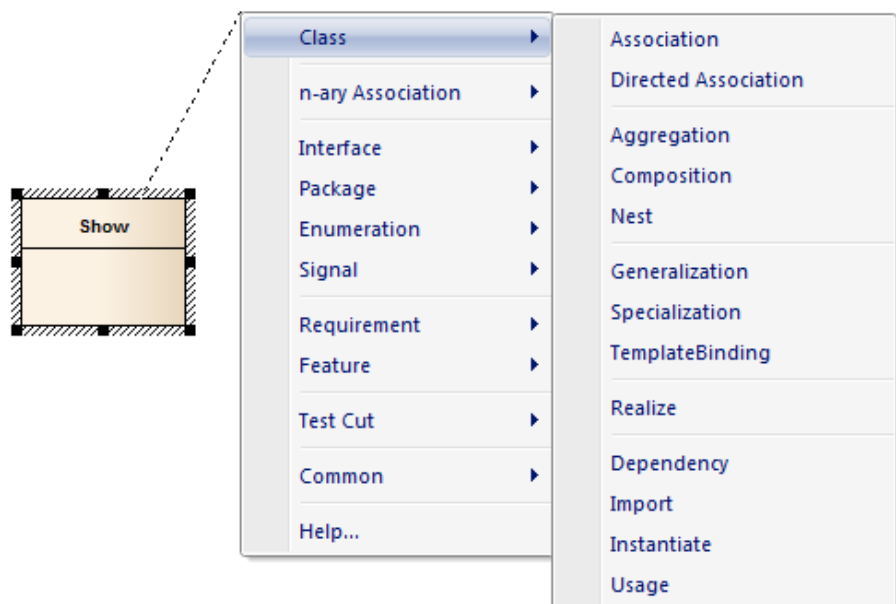 Show
Class
n-ary Association
Interface
Package
Enumeration
Signal
Requirement
Feature
Test Cut
Common
Help...
Association
Directed Association
Aggregation
Composition
Nest
Generalization
Specialization
TemplateBinding
Realize
Dependency
Import
Instantiate
Usage